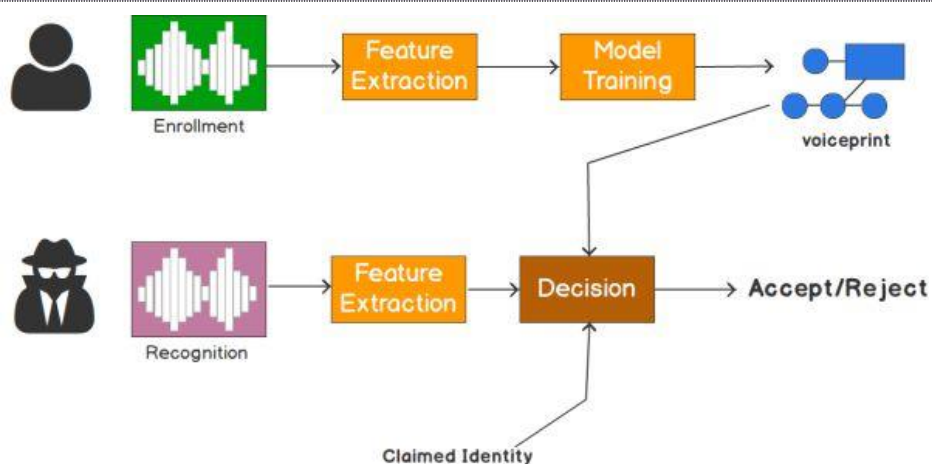 Feature
Extraction
Model
Training
Enrollment
voiceprint
Feature
Extraction
Decision
Accept/Reject
Recognition
Claimed Identity